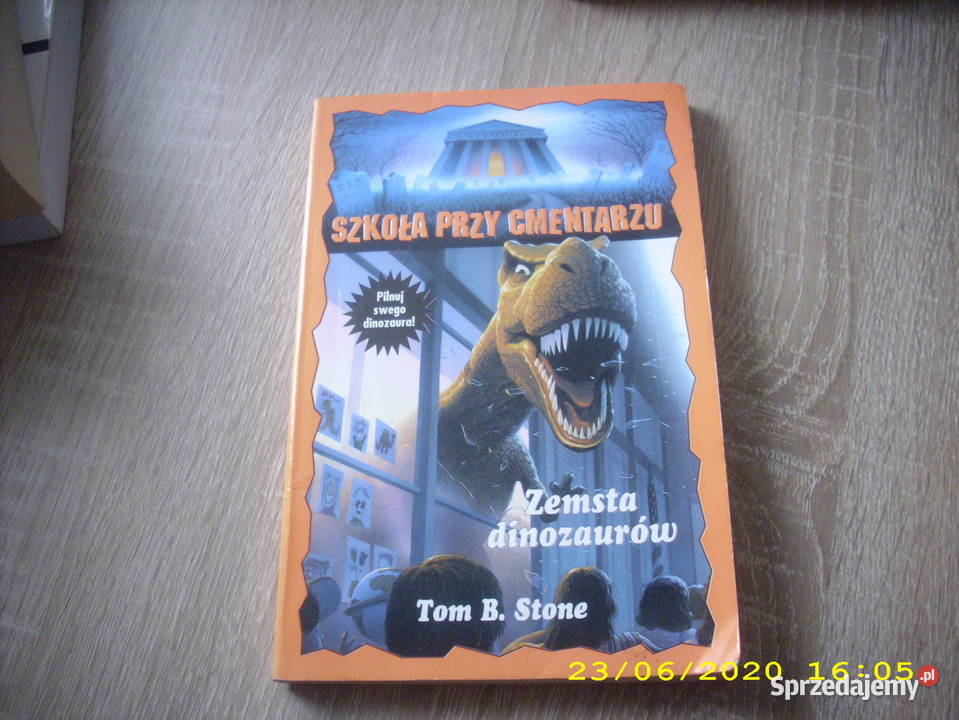 R.I.P.
SZKOŁA PRZY CMENTARZU
Pilnuj
swego
dinozaura!
Zemsta
dinozaurów
Tom B. Stone
23/06/2020 16:05
Sprzedajemy.pl